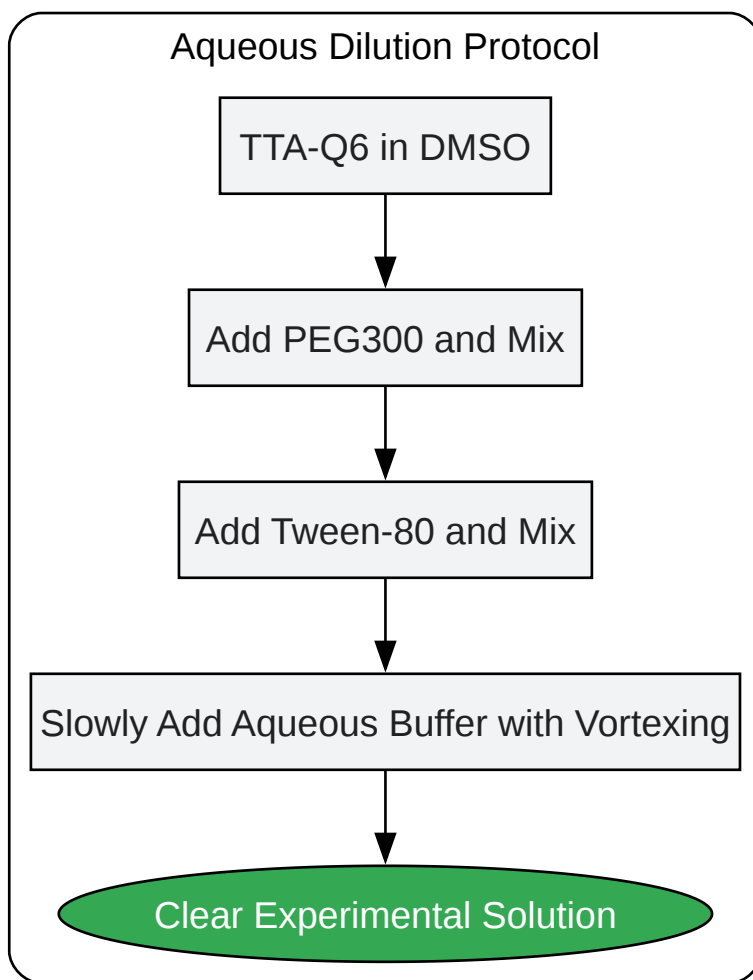 Aqueous Dilution Protocol
TTA-Q6 in DMSO
Add PEG300 and Mix
Add Tween-80 and Mix
Slowly Add Aqueous Buffer with Vortexing
Clear Experimental Solution